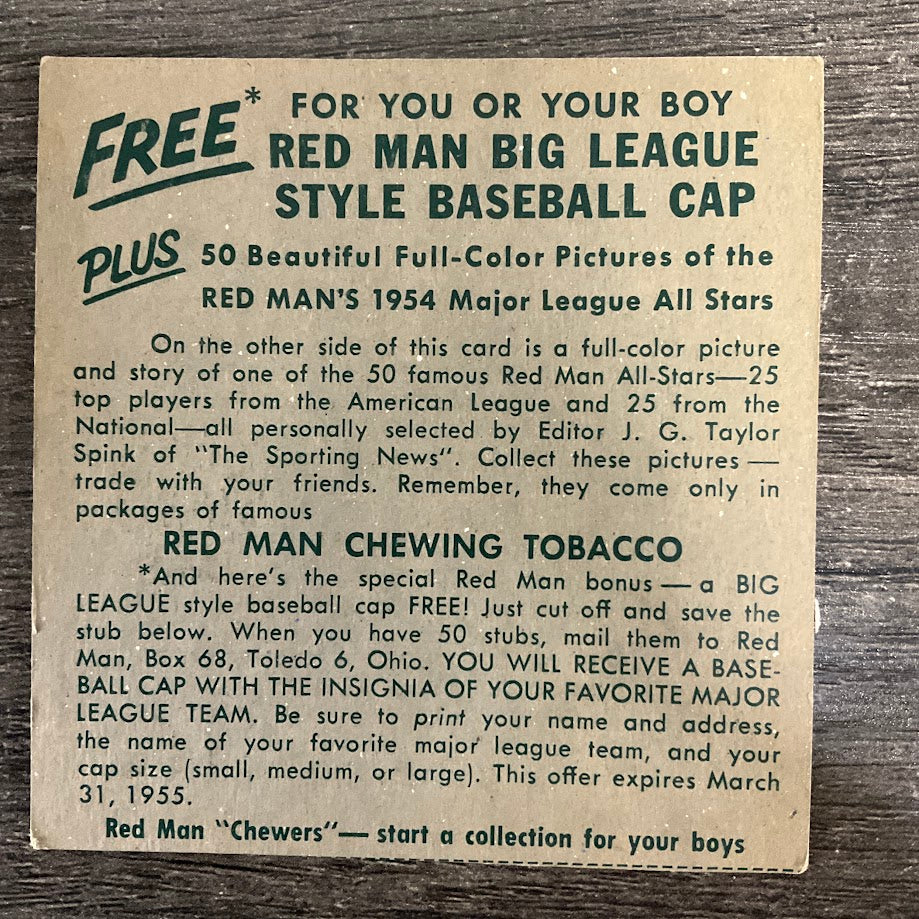 FREE* FOR YOU OR YOUR BOY
RED MAN BIG LEAGUE
STYLE BASEBALL CAP
PLUS 50 Beautiful Full-Color Pictures of the
RED MAN'S 1954 Major League All Stars
On the other side of this card is a full-color picture
and story of one of the 50 famous Red Man All-Stars—25
top players from the American League and 25 from the
National—all personally selected by Editor J. G. Taylor
Spink of "The Sporting News". Collect these pictures —
trade with your friends. Remember, they come only in
packages of famous
RED MAN CHEWING TOBACCO
*And here's the special Red Man bonus — a BIG
LEAGUE style baseball cap FREE! Just cut off and save the
stub below. When you have 50 stubs, mail them to Red
Man, Box 68, Toledo 6, Ohio. YOU WILL RECEIVE A BASE-
BALL CAP WITH THE INSIGNIA OF YOUR FAVORITE MAJOR
LEAGUE TEAM. Be sure to print your name and address,
the name of your favorite major league team, and your
cap size (small, medium, or large). This offer expires March
31, 1955.
Red Man "Chewers"— start a collection for your boys